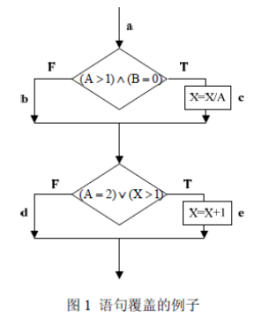 a
F
T
(A >1) ∧ (B = 0)
X=X/A
b
c
F
T
(A = 2) ∨ (X > 1)
X=X+1
d
e
图 1 语句覆盖的例子